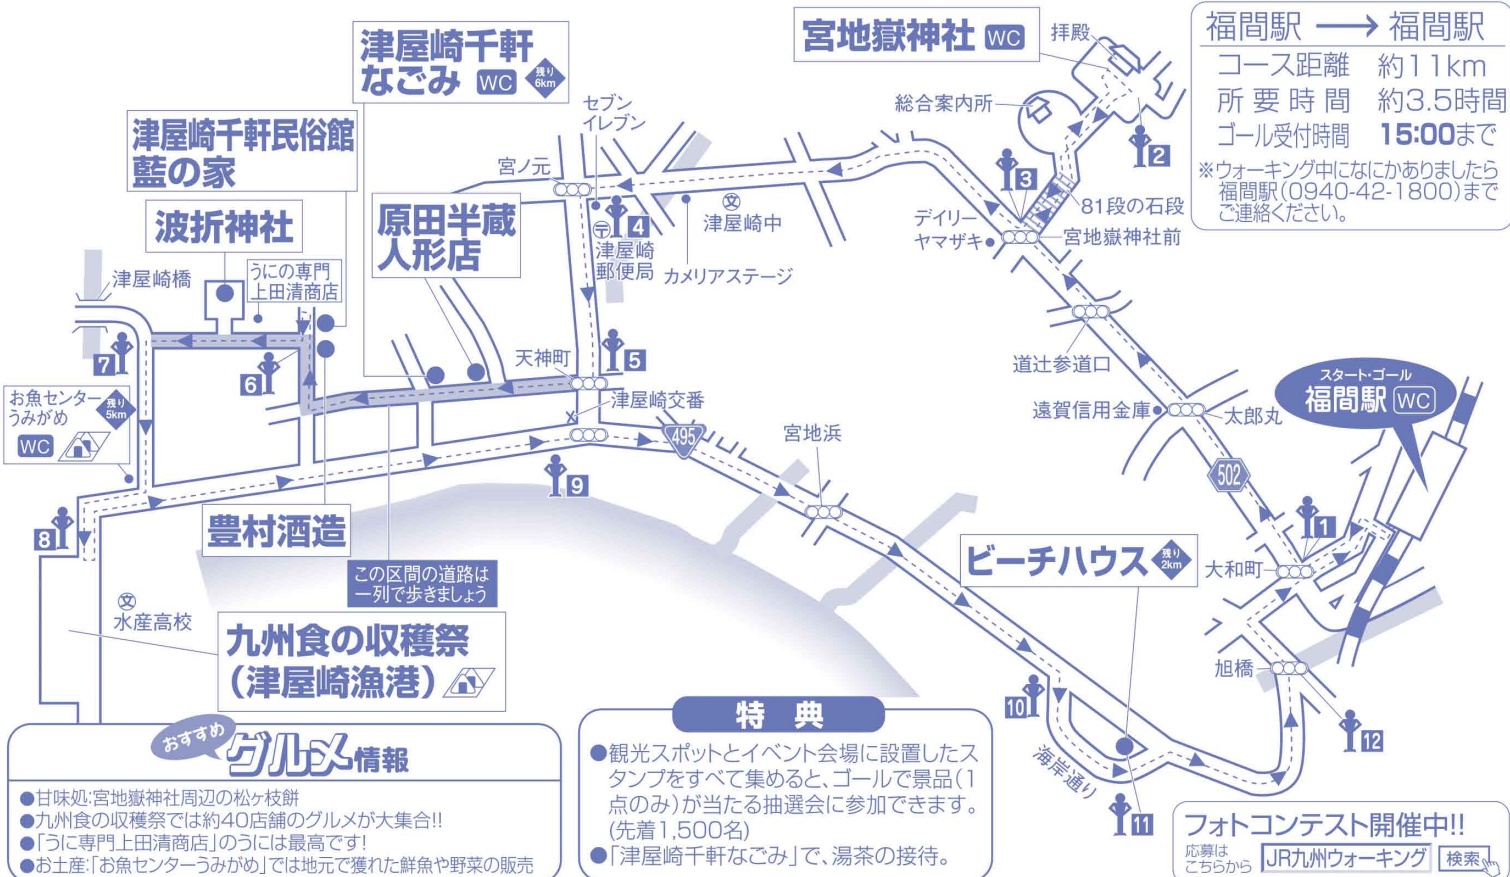 福間駅 → 福間駅
コース距離 約11km
所要時間 約3.5時間
ゴール受付時間 15:00まで
※ウォーキング中になにかありましたら
福間駅(0940-42-1800)まで
ご連絡ください。
宮地嶽神社 WC
拝殿
総合案内所
2
3
81段の石段
宮地嶽神社前
デイリー
ヤマザキ
道辻参道口
遠賀信用金庫
太郎丸
502
スタート・ゴール
福間駅 WC
1
大和町
旭橋
12
津屋崎千軒
なごみ WC 残り
6km
セブン
イレブン
宮ノ元
4
〒
津屋崎
郵便局
カメリアステージ
文
津屋崎中
津屋崎千軒民俗館
藍の家
波折神社
原田半蔵
人形店
うにの専門
上田清商店
津屋崎橋
7
6
5
天神町
津屋崎交番
X
お魚センター
うみがめ
残り
5km
WC
8
9
495
宮地浜
豊村酒造
この区間の道路は
一列で歩きましょう
文
水産高校
九州食の収穫祭
(津屋崎漁港)
ビーチハウス 残り
2km
10
海岸通り
11
おすすめ
グルメ情報
●甘味処:宮地嶽神社周辺の松ヶ枝餅
●九州食の収穫祭では約40店舗のグルメが大集合!!
●「うに専門上田清商店」のうには最高です!
●お土産:「お魚センターうみがめ」では地元で獲れた鮮魚や野菜の販売
特典
●観光スポットとイベント会場に設置したス
タンプをすべて集めると、ゴールで景品(1
点のみ)が当たる抽選会に参加できます。
(先着1,500名)
●「津屋崎千軒なごみ」で、湯茶の接待。
フォトコンテスト開催中!!
応募は
こちらから
JR九州ウォーキング 検索